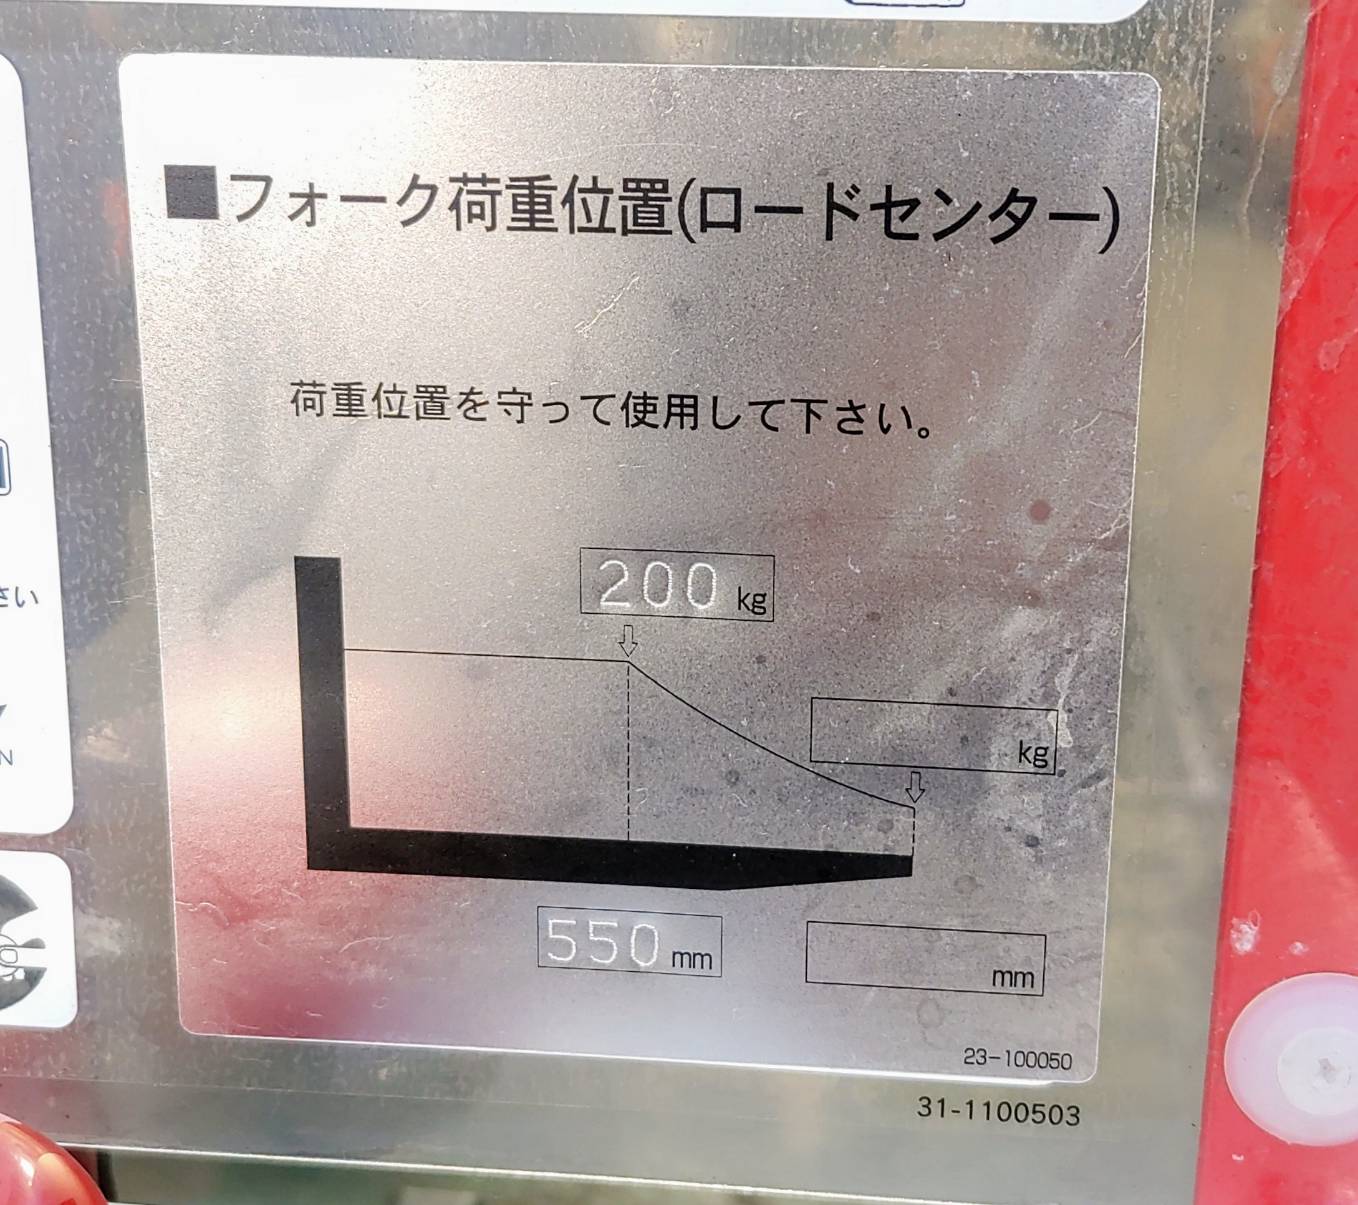 ■フォーク荷重位置(ロードセンター)
荷重位置を守って使用して下さい。
200 kg
kg
550 mm
mm
23-100050
31-1100503
さい
N